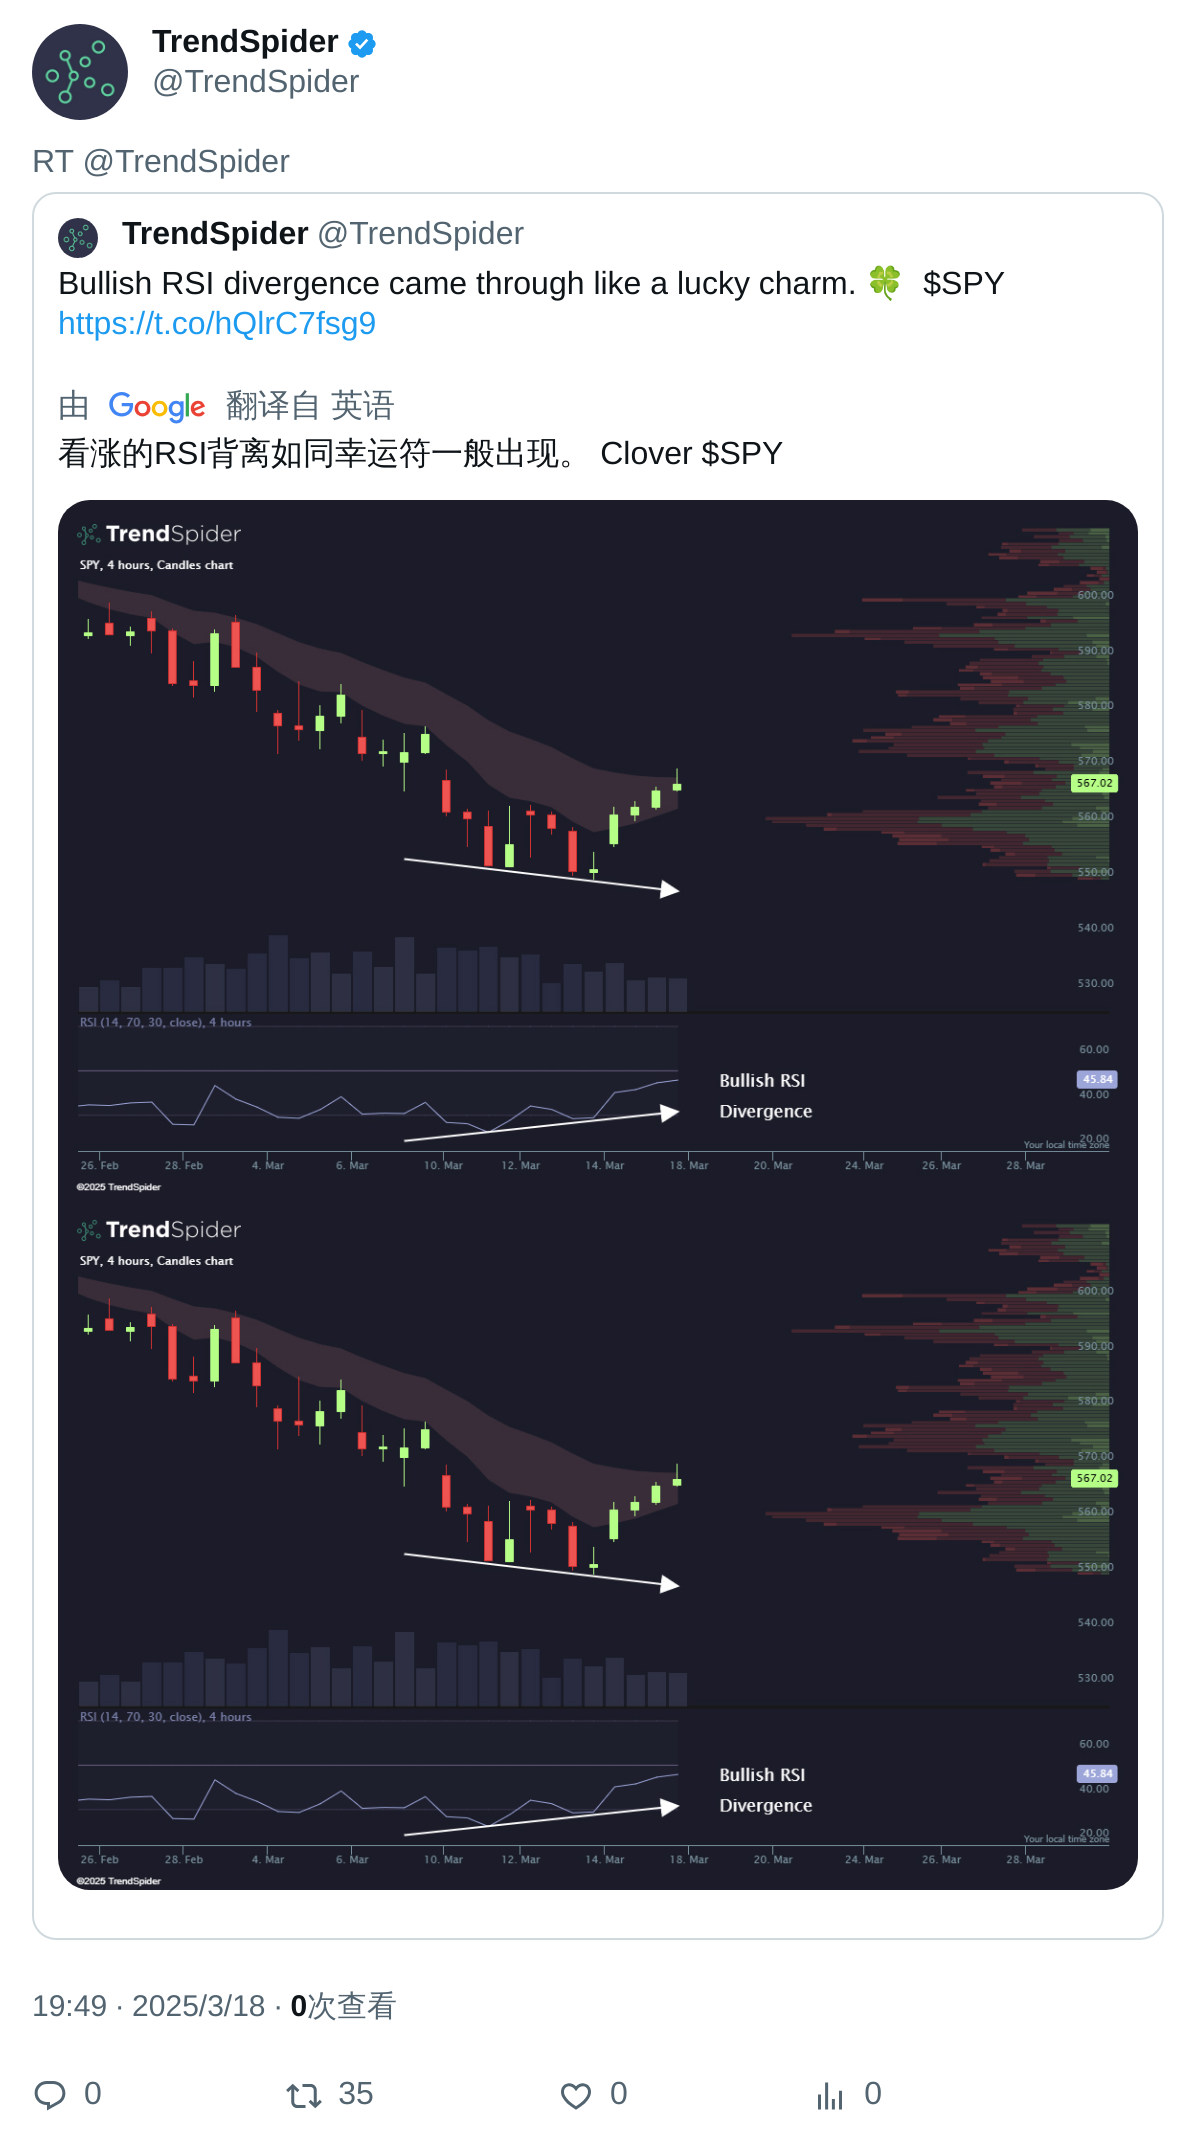 TrendSpider
@TrendSpider
RT @TrendSpider
TrendSpider @TrendSpider
Bullish RSI divergence came through like a lucky charm. 🍀 $SPY
https://t.co/hQlrC7fsg9
由 Google 翻译自 英语
看涨的RSI背离如同幸运符一般出现。 Clover $SPY
TrendSpider
SPY, 4 hours, Candles chart
600.00
590.00
580.00
570.00
567.02
560.00
550.00
540.00
530.00
RSI (14, 70, 30, close), 4 hours
60.00
Bullish RSI
45.84
40.00
Divergence
20.00
Your local time zone
26. Feb 28. Feb 4. Mar 6. Mar 10. Mar 12. Mar 14. Mar 18. Mar 20. Mar 24. Mar 26. Mar 28. Mar
©2025 TrendSpider
TrendSpider
SPY, 4 hours, Candles chart
600.00
590.00
580.00
570.00
567.02
560.00
550.00
540.00
530.00
RSI (14, 70, 30, close), 4 hours
60.00
Bullish RSI
45.84
40.00
Divergence
20.00
Your local time zone
26. Feb 28. Feb 4. Mar 6. Mar 10. Mar 12. Mar 14. Mar 18. Mar 20. Mar 24. Mar 26. Mar 28. Mar
©2025 TrendSpider
19:49 · 2025/3/18 · 0次查看
0 35 0 0